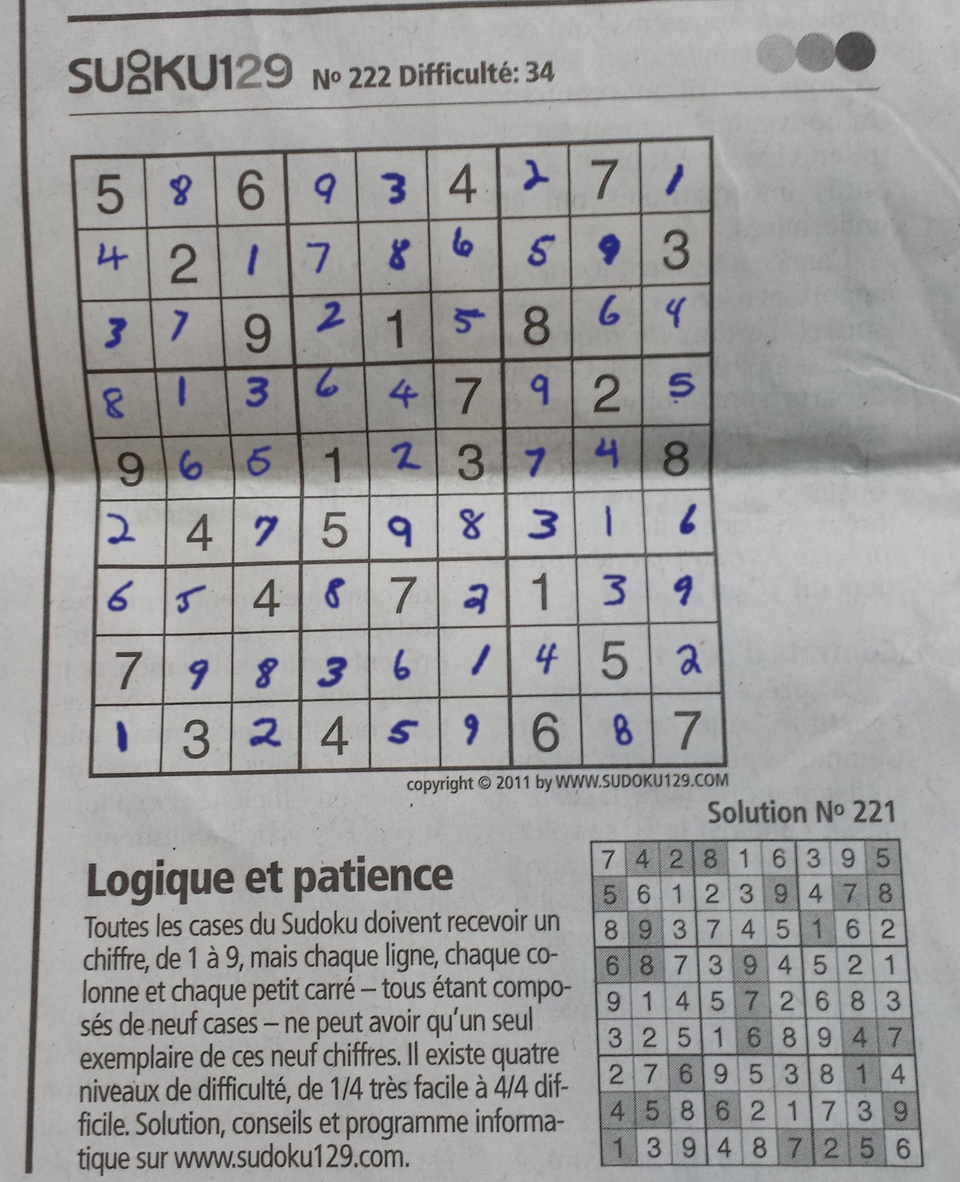 SUDOKU129 Nº 222 Difficulté: 34
5 8 6 9 3 4 2 7 1
4 2 1 7 8 6 5 9 3
3 7 9 2 1 5 8 6 4
8 1 3 6 4 7 9 2 5
9 6 5 1 2 3 7 4 8
2 4 7 5 9 8 3 1 6
6 5 4 8 7 2 1 3 9
7 9 8 3 6 1 4 5 2
1 3 2 4 5 9 6 8 7
copyright © 2011 by WWW.SUDOKU129.COM
Solution Nº 221
7 4 2 8 1 6 3 9 5
5 6 1 2 3 9 4 7 8
8 9 3 7 4 5 1 6 2
6 8 7 3 9 4 5 2 1
9 1 4 5 7 2 6 8 3
3 2 5 1 6 8 9 4 7
2 7 6 9 5 3 8 1 4
4 5 8 6 2 1 7 3 9
1 3 9 4 8 7 2 5 6
Logique et patience
Toutes les cases du Sudoku doivent recevoir un
chiffre, de 1 à 9, mais chaque ligne, chaque co-
lonne et chaque petit carré – tous étant compo-
sés de neuf cases – ne peut avoir qu'un seul
exemplaire de ces neuf chiffres. Il existe quatre
niveaux de difficulté, de 1/4 très facile à 4/4 dif-
ficile. Solution, conseils et programme informa-
tique sur www.sudoku129.com.